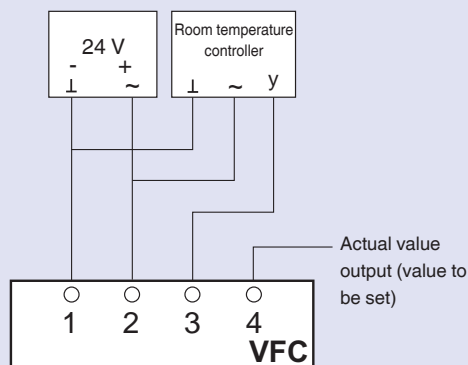 24 V
- +
⊥ ~
Room temperature
controller
⊥ ~ y
Actual value
output (value to
be set)
1 2 3 4
VFC